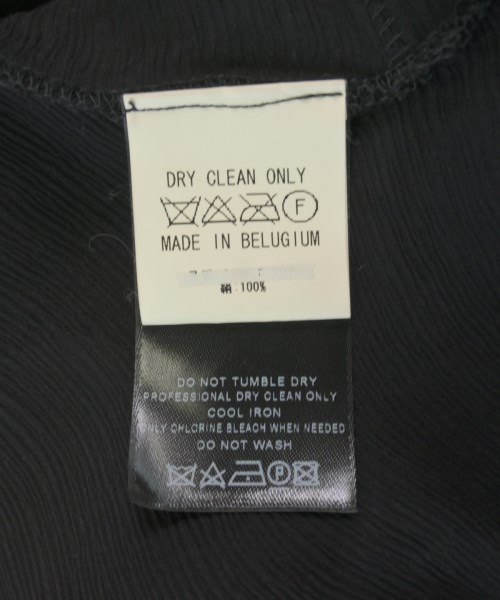 DRY CLEAN ONLY
F
MADE IN BELUGIUM
100%
DO NOT TUMBLE DRY
PROFESSIONAL DRY CLEAN ONLY
COOL IRON
ONLY CHLORINE BLEACH WHEN NEEDED
DO NOT WASH
P